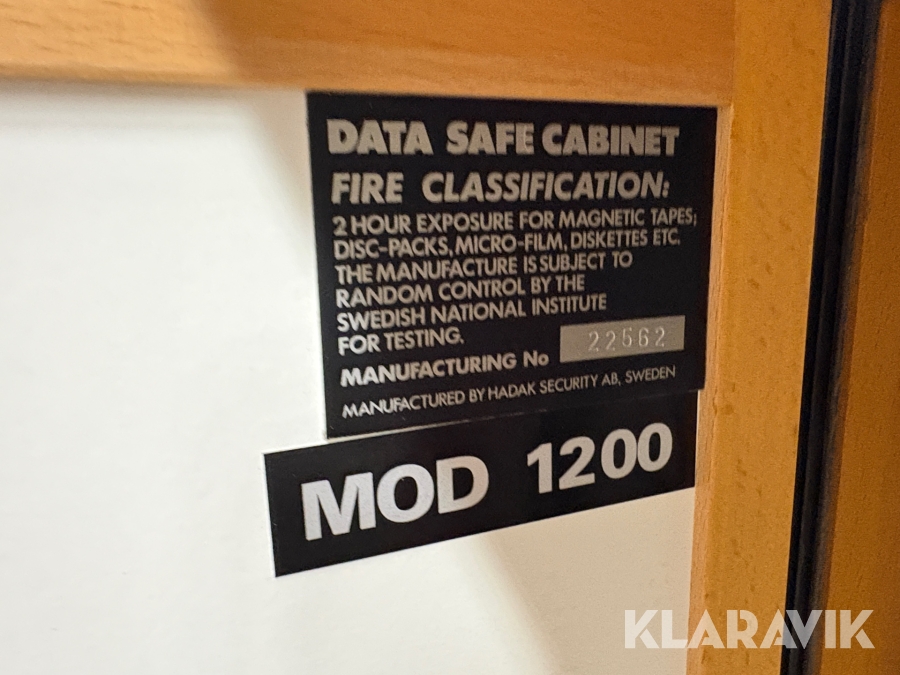 DATA SAFE CABINET
FIRE CLASSIFICATION:
2 HOUR EXPOSURE FOR MAGNETIC TAPES,
DISC-PACKS, MICRO-FILM, DISKETTES ETC.
THE MANUFACTURE IS SUBJECT TO
RANDOM CONTROL BY THE
SWEDISH NATIONAL INSTITUTE
FOR TESTING.
MANUFACTURING No 22562
MANUFACTURED BY HADAK SECURITY AB, SWEDEN
MOD 1200
KLARAVIK